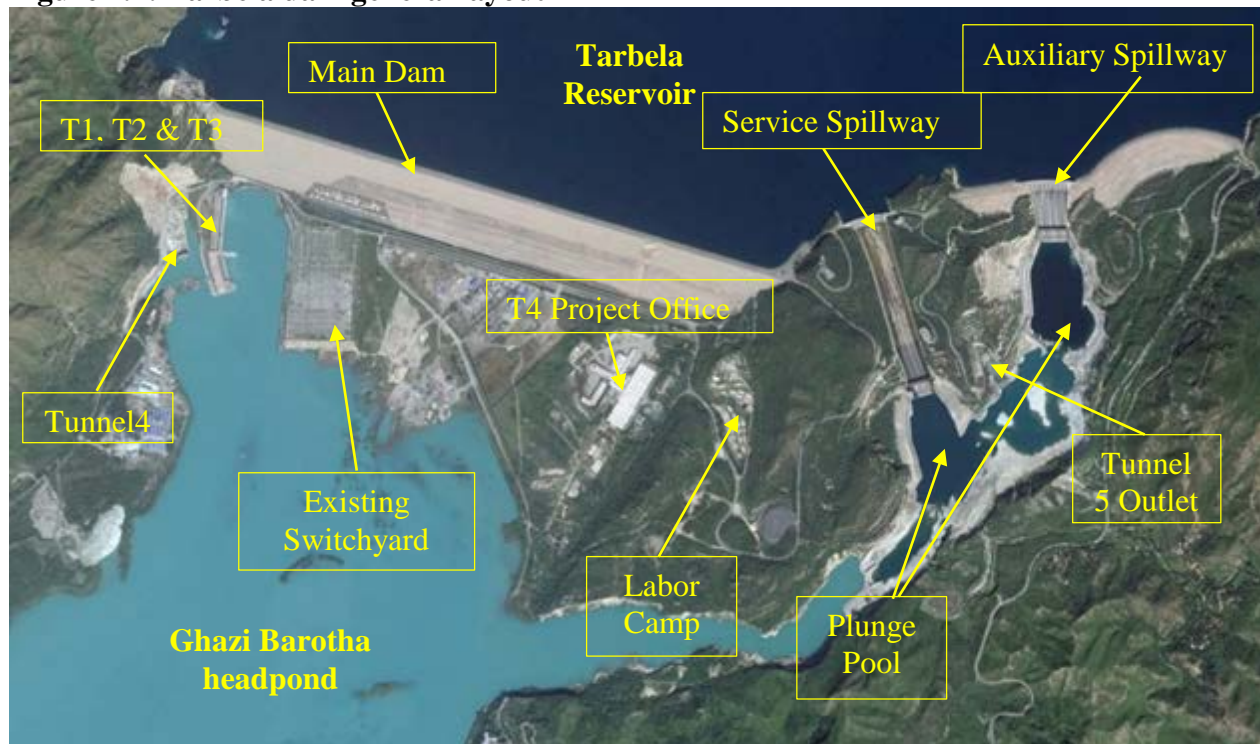 Tarbela
Reservoir
Main Dam
Auxiliary Spillway
T1, T2 & T3
Service Spillway
T4 Project Office
Tunnel4
Existing
Switchyard
Tunnel
5 Outlet
Labor
Camp
Plunge
Pool
Ghazi Barotha
headpond